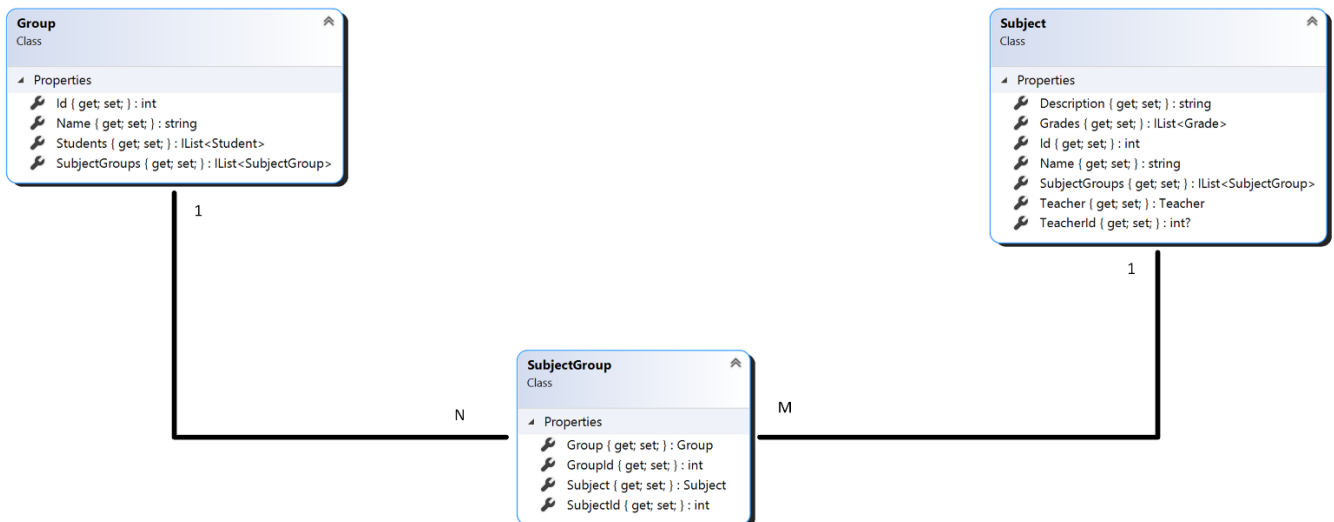 Group
Class
Properties
Id { get; set; } : int
Name { get; set; } : string
Students { get; set; } : IList<Student>
SubjectGroups { get; set; } : IList<SubjectGroup>
Subject
Class
Properties
Description { get; set; } : string
Grades { get; set; } : IList<Grade>
Id { get; set; } : int
Name { get; set; } : string
SubjectGroups { get; set; } : IList<SubjectGroup>
Teacher { get; set; } : Teacher
TeacherId { get; set; } : int?
1
1
SubjectGroup
Class
Properties
Group { get; set; } : Group
GroupId { get; set; } : int
Subject { get; set; } : Subject
SubjectId { get; set; } : int
N
M